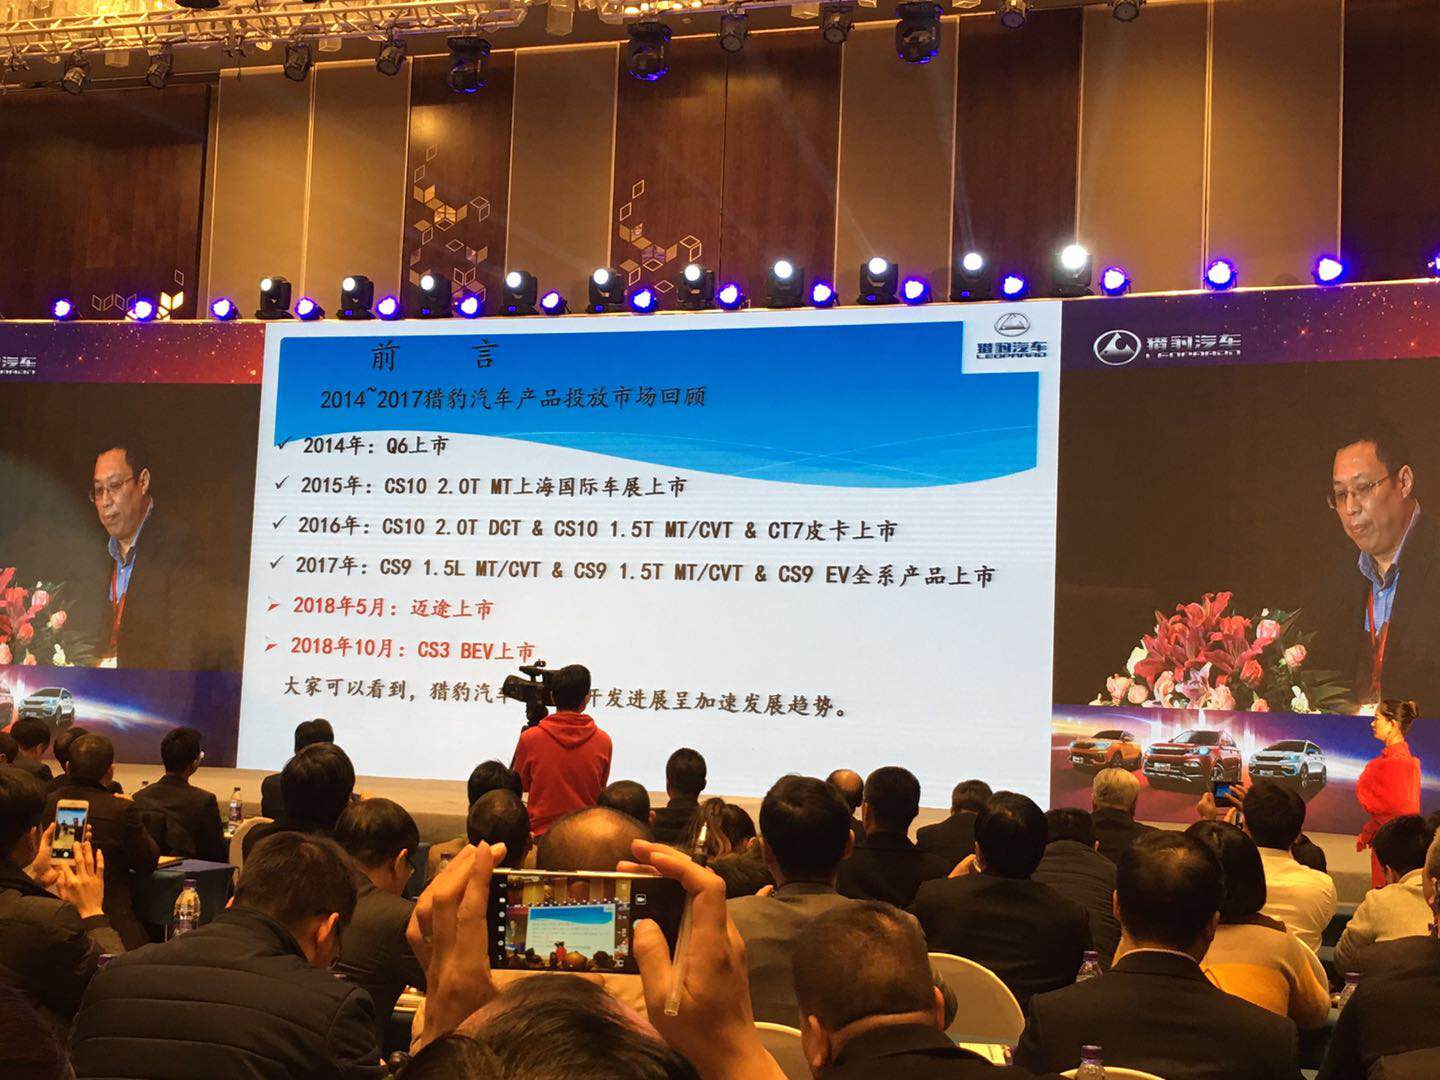 前 言
2014~2017猎豹汽车产品投放市场回顾
2014年：Q6上市
2015年：CS10 2.0T MT上海国际车展上市
2016年：CS10 2.0T DCT & CS10 1.5T MT/CVT & CT7皮卡上市
2017年：CS9 1.5L MT/CVT & CS9 1.5T MT/CVT & CS9 EV全系产品上市
2018年5月：迈途上市
2018年10月：CS3 BEV上市
大家可以看到，猎豹汽车 开发进展呈加速发展趋势。
猎豹汽车
LEOPAARD
猎豹汽车
LEOPAARD
汽车